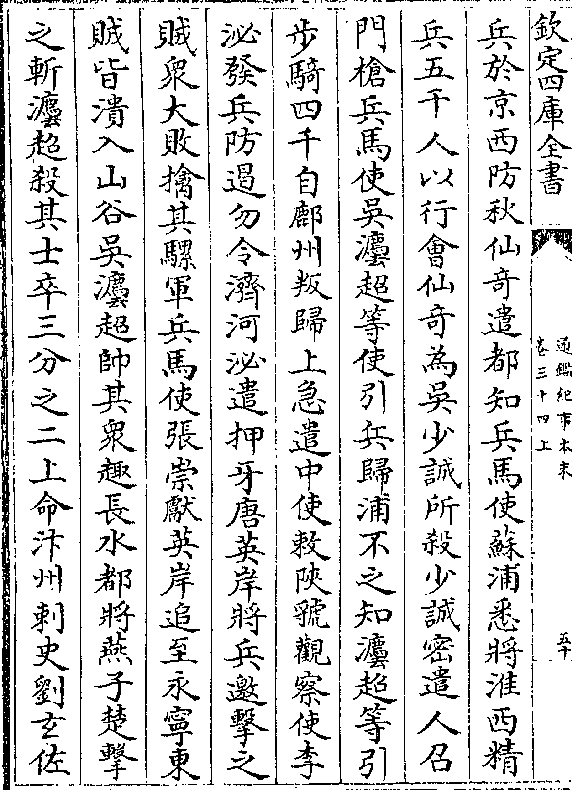 欽定四庫全書
通鑑紀事本末
卷三十四上
五十
兵於京西防秋仙奇遣都知兵馬使蘇浦悉將淮西精
兵五千人以行會仙奇為吳少誠所殺少誠密遣人召
門槍兵馬使吳灋超等使引兵歸浦不之知灋超等引
步騎四千自鄜州叛歸上急遣中使敕陜虢觀察使李
泌發兵防遏勿令濟河泌遣押牙唐英岸將兵邀擊之
賊衆大敗擒其騾軍兵馬使張崇獻英岸追至永寧東
賊皆潰入山谷吳灋超帥其衆趣長水都將燕子楚擊
之斬灋超殺其士卒三分之二上命汴州刺史劉玄佐